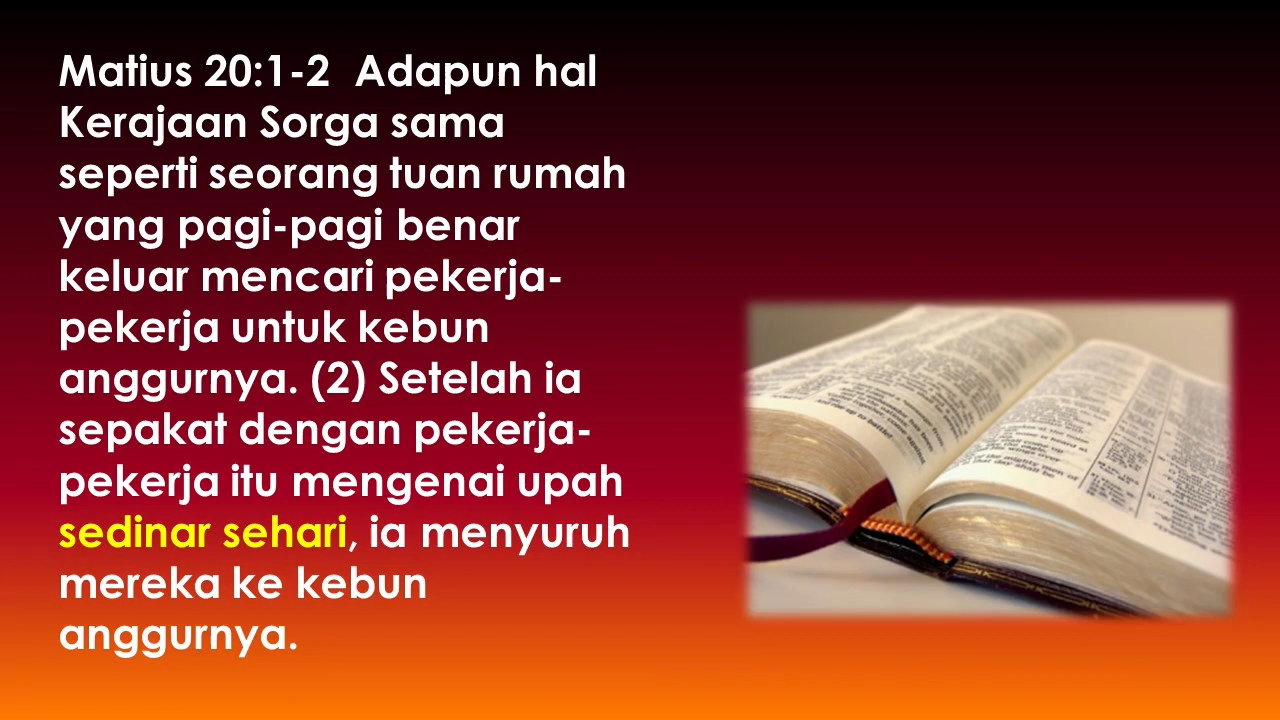 Matius 20:1-2  Adapun hal
Kerajaan Sorga sama
seperti seorang tuan rumah
yang pagi-pagi benar
keluar mencari pekerja-
pekerja untuk kebun
anggurnya. (2) Setelah ia
sepakat dengan pekerja-
pekerja itu mengenai upah
sedinar sehari, ia menyuruh
mereka ke kebun
anggurnya.